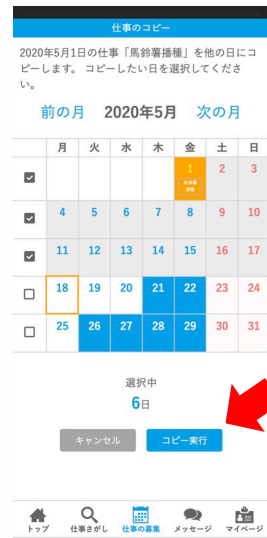 仕事のコピー
2020年5月1日の仕事「馬鈴薯播種」を他の日にコ
ピーします。 コピーしたい日を選択してくださ
い。
前の月 2020年5月 次の月
月 火 水 木 金 土 日
1 2 3
馬鈴薯
播種
4 5 6 7 8 9 10
11 12 13 14 15 16 17
18 19 20 21 22 23 24
25 26 27 28 29 30 31
選択中
6日
キャンセル コピー実行
トップ 仕事さがし 仕事の募集 メッセージ マイページ